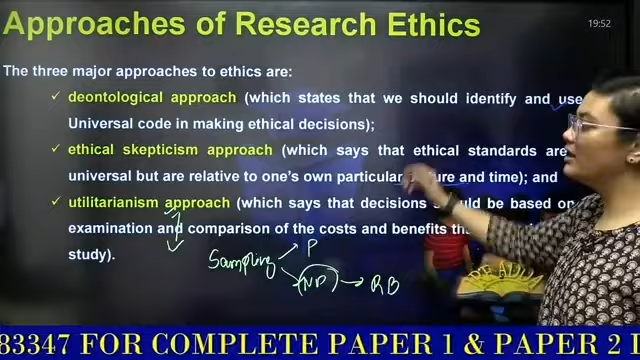 Approaches of Research Ethics
19:52
The three major approaches to ethics are:
✓ deontological approach (which states that we should identify and use
Universal code in making ethical decisions);
✓ ethical skepticism approach (which says that ethical standards are
universal but are relative to one's own particular and time); and
✓ utilitarianism approach (which says that decisions should be based on
examination and comparison of the costs and benefits
study).
Sampling
P
(NP) → RB
83347 FOR COMPLETE PAPER 1 & PAPER 2